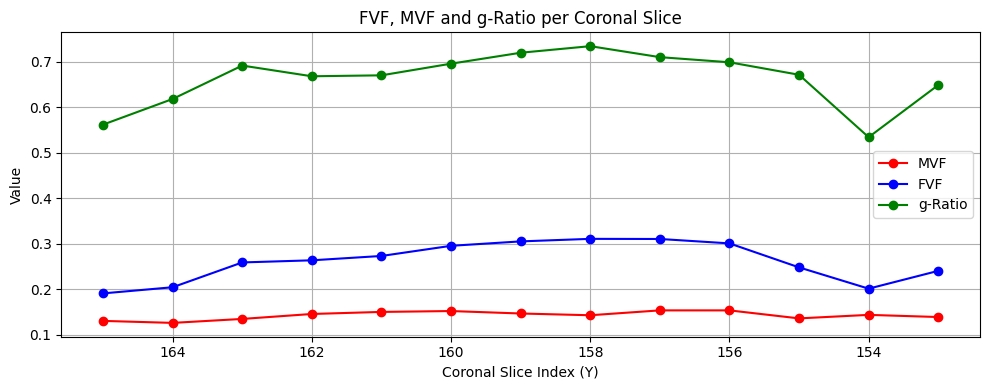 FVF, MVF and g-Ratio per Coronal Slice
Value
0.7
0.6
0.5
0.4
0.3
0.2
0.1
MVF
FVF
g-Ratio
164
162
160
158
156
154
Coronal Slice Index (Y)